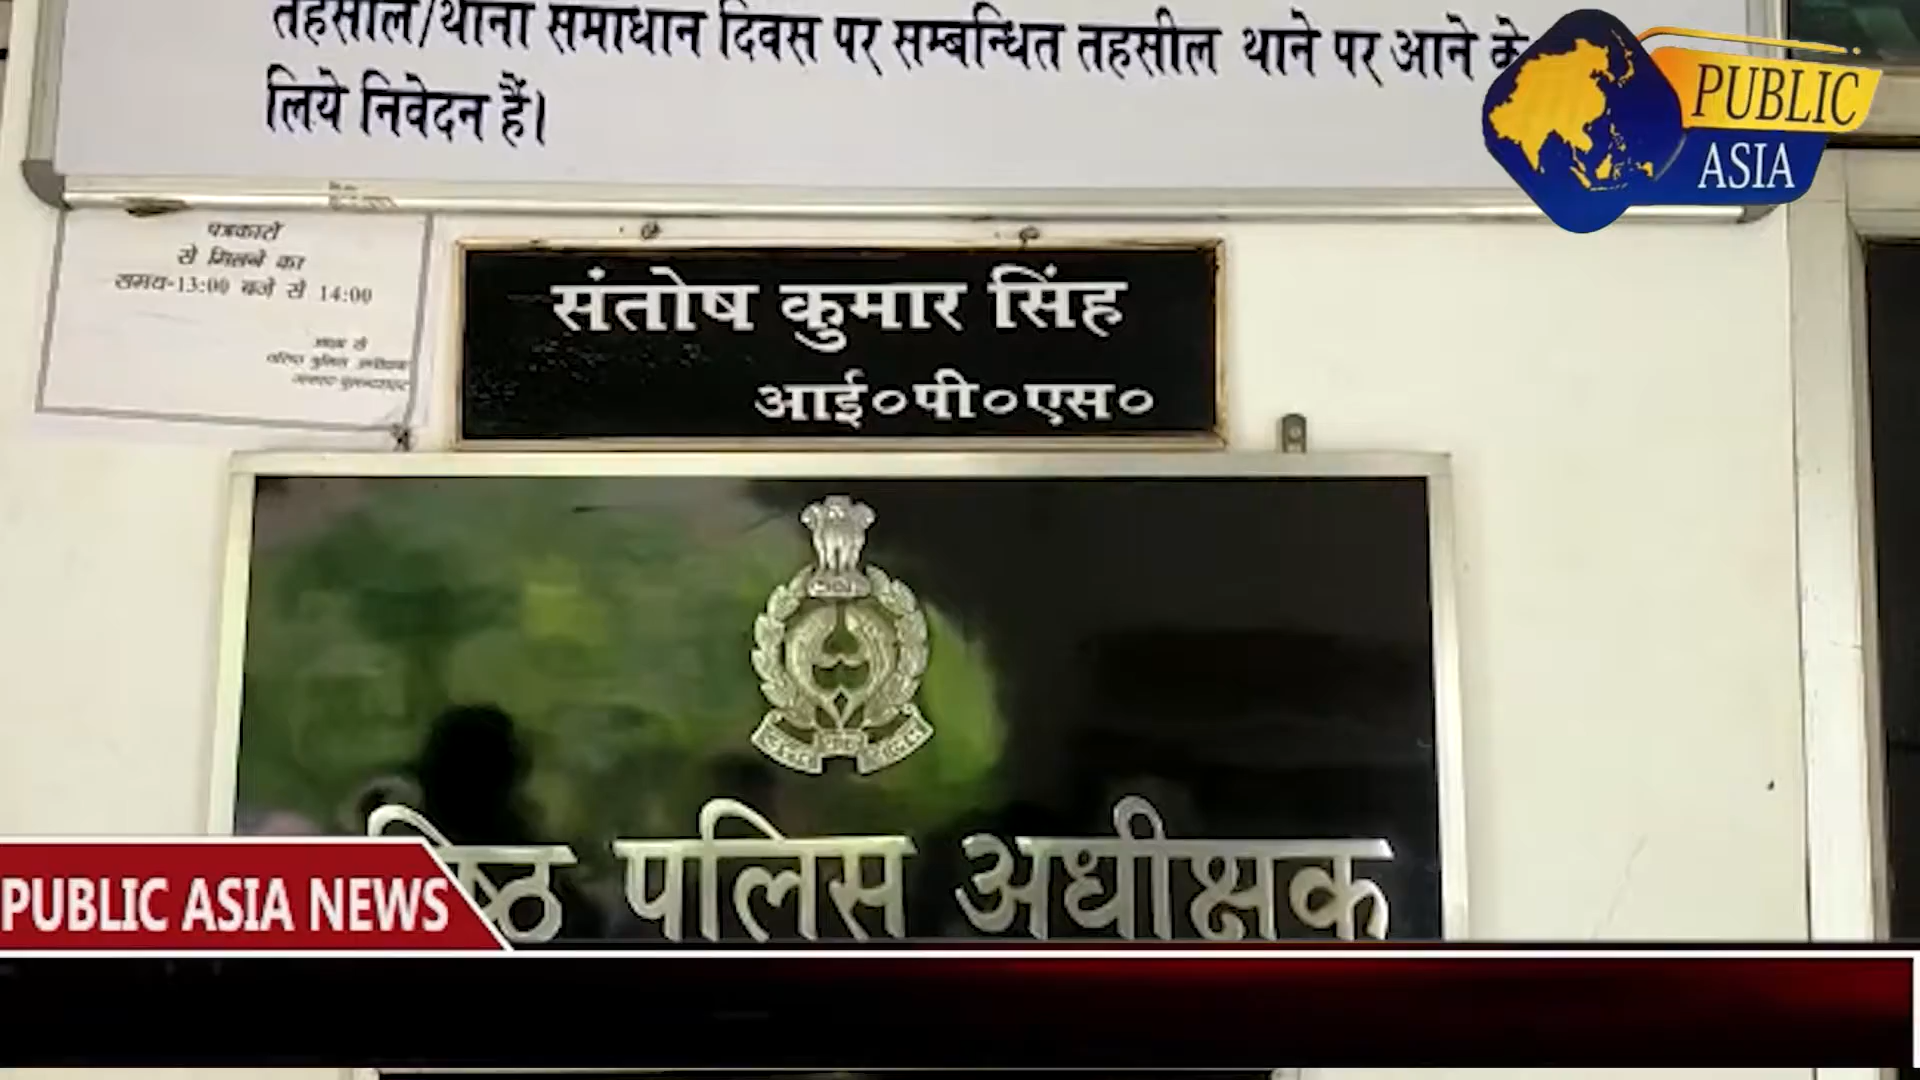 तहसील/थाना समाधान दिवस पर सम्बन्धित तहसील थाने पर आने के
लिये निवेदन हैं।
PUBLIC
ASIA
पत्रकारों
से मिलने का
समय-13:00 बजे से 14:00
संतोष कुमार सिंह
आई०पी०एस०
पुलिस अधीक्षक
PUBLIC ASIA NEWS